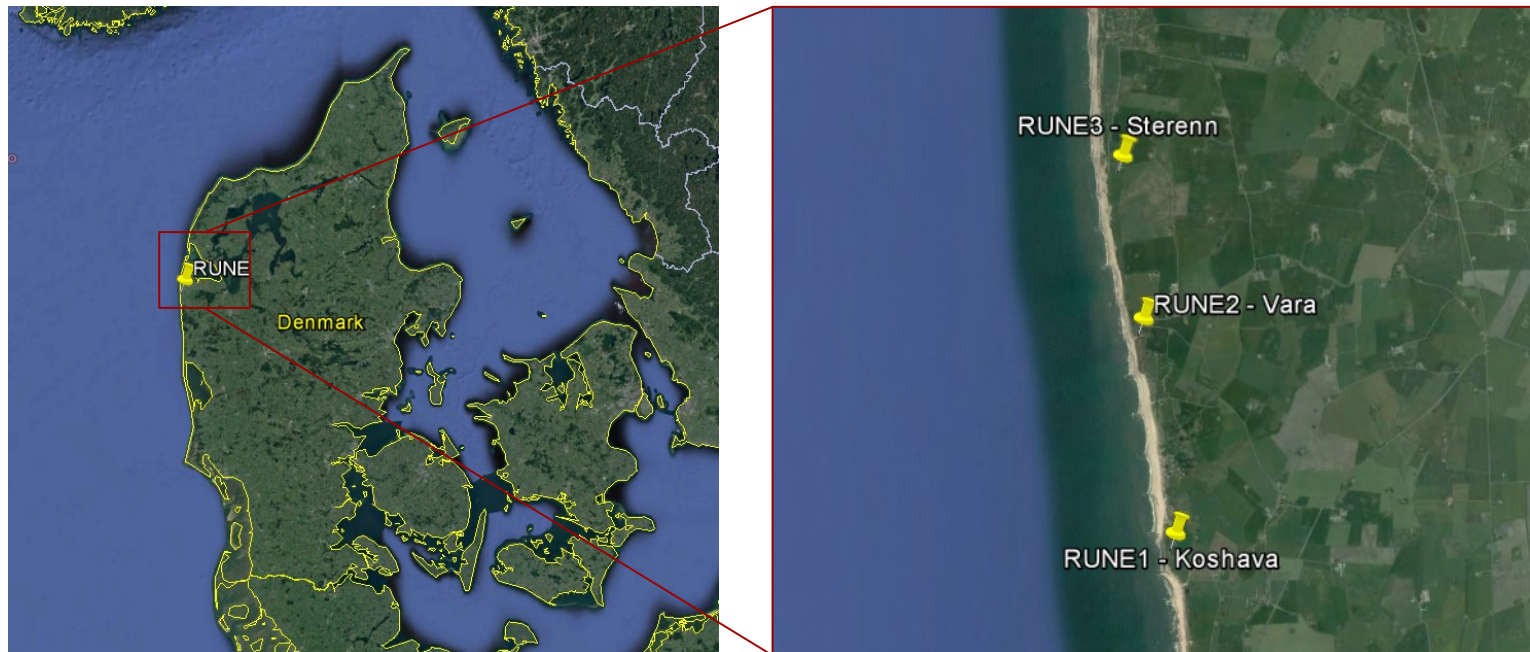 RUNE
Denmark
RUNE3 - Sterenn
RUNE2 - Vara
RUNE1 - Koshava